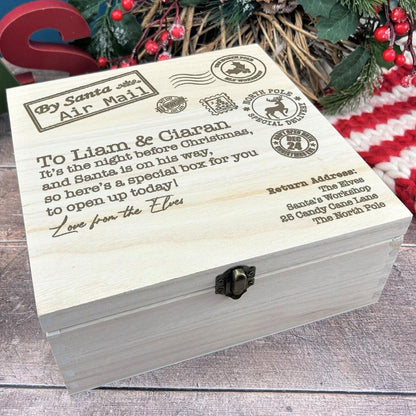 By Santa
Air Mail
NORTH POLE
SPECIAL DELIVERY
DEC
24
To Liam & Ciaran
It's the night before Christmas,
and Santa is on his way,
so here's a special box for you
to open up today!
Love from the Elves
Return Address:
The Elves
Santa's Workshop
25 Candy Cane Lane
The North Pole